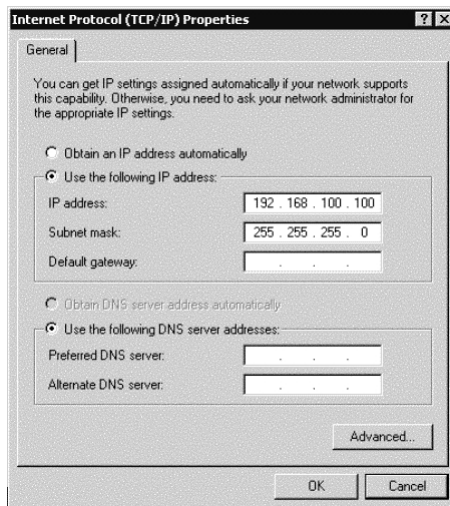 Internet Protocol (TCP/IP) Properties
General
You can get IP settings assigned automatically if your network supports
this capability. Otherwise, you need to ask your network administrator for
the appropriate IP settings.
Obtain an IP address automatically
Use the following IP address:
IP address: 192 . 168 . 100 . 100
Subnet mask: 255 . 255 . 255 . 0
Default gateway: . . .
Obtain DNS server address automatically
Use the following DNS server addresses:
Preferred DNS server: . . .
Alternate DNS server: . . .
Advanced...
OK Cancel